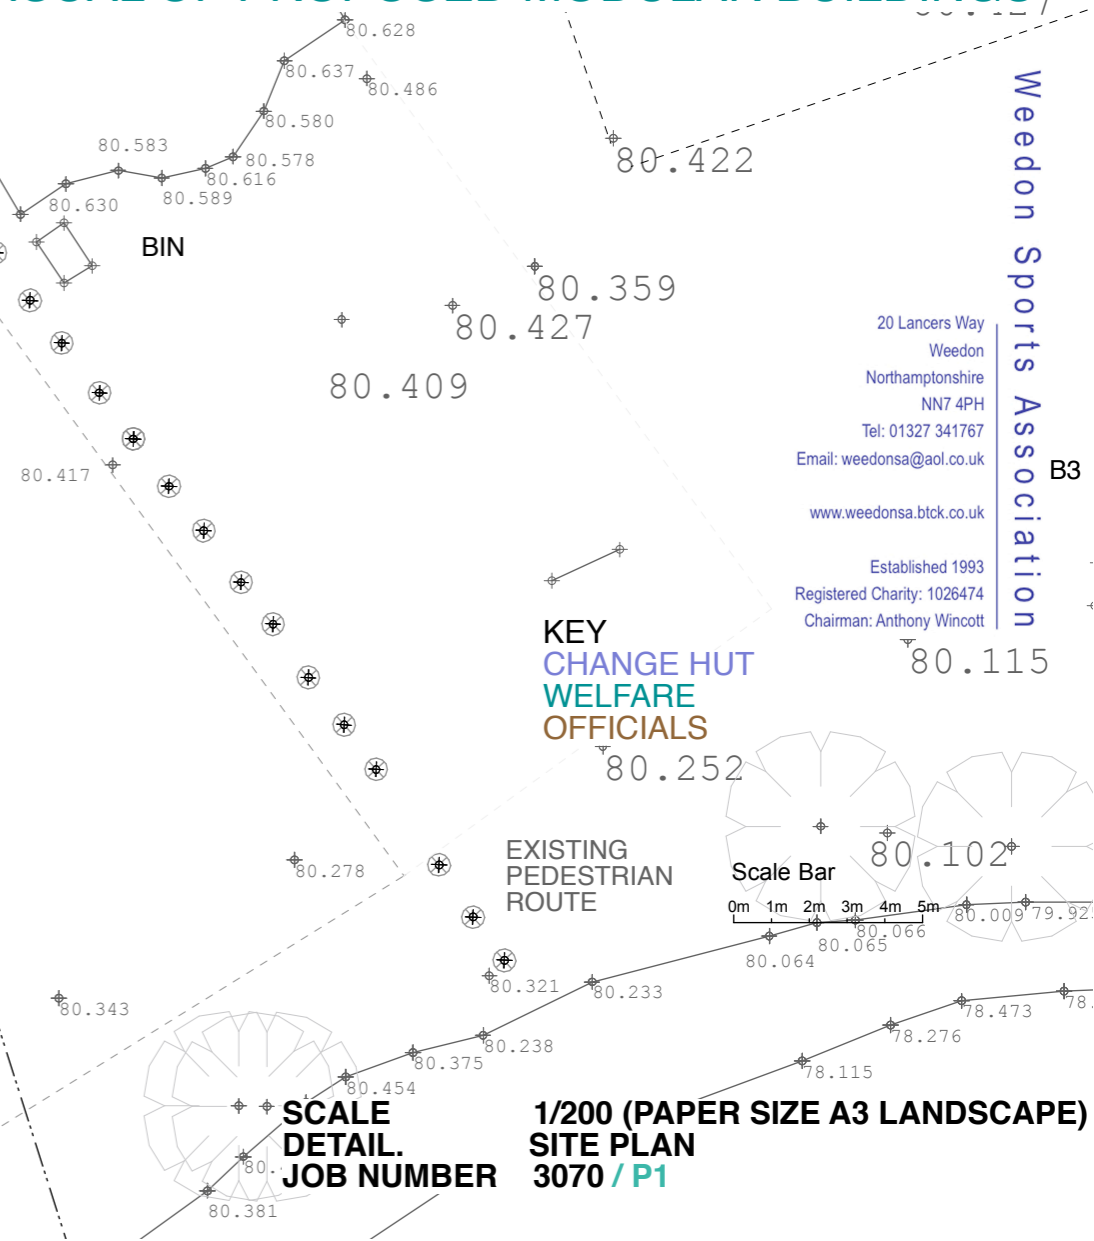 80.628
80.637
80.486
80.580
80.583
80.578
80.616
80.589
80.630
80.422
BIN
80.359
80.427
80.409
80.417
Weedon Sports Association
20 Lancers Way
Weedon
Northamptonshire
NN7 4PH
Tel: 01327 341767
Email: weedonsa@aol.co.uk
www.weedonsa.btck.co.uk
Established 1993
Registered Charity: 1026474
Chairman: Anthony Wincott
B3
KEY
CHANGE HUT
WELFARE
OFFICIALS
80.115
80.252
80.102
80.278
EXISTING
PEDESTRIAN
ROUTE
Scale Bar
0m 1m 2m 3m 4m 5m
80.009
80.066
80.065
80.064
80.321
80.233
80.343
80.238
80.375
80.454
78.473
78.276
78.115
SCALE 1/200 (PAPER SIZE A3 LANDSCAPE)
DETAIL. SITE PLAN
JOB NUMBER 3070 / P1
80.381